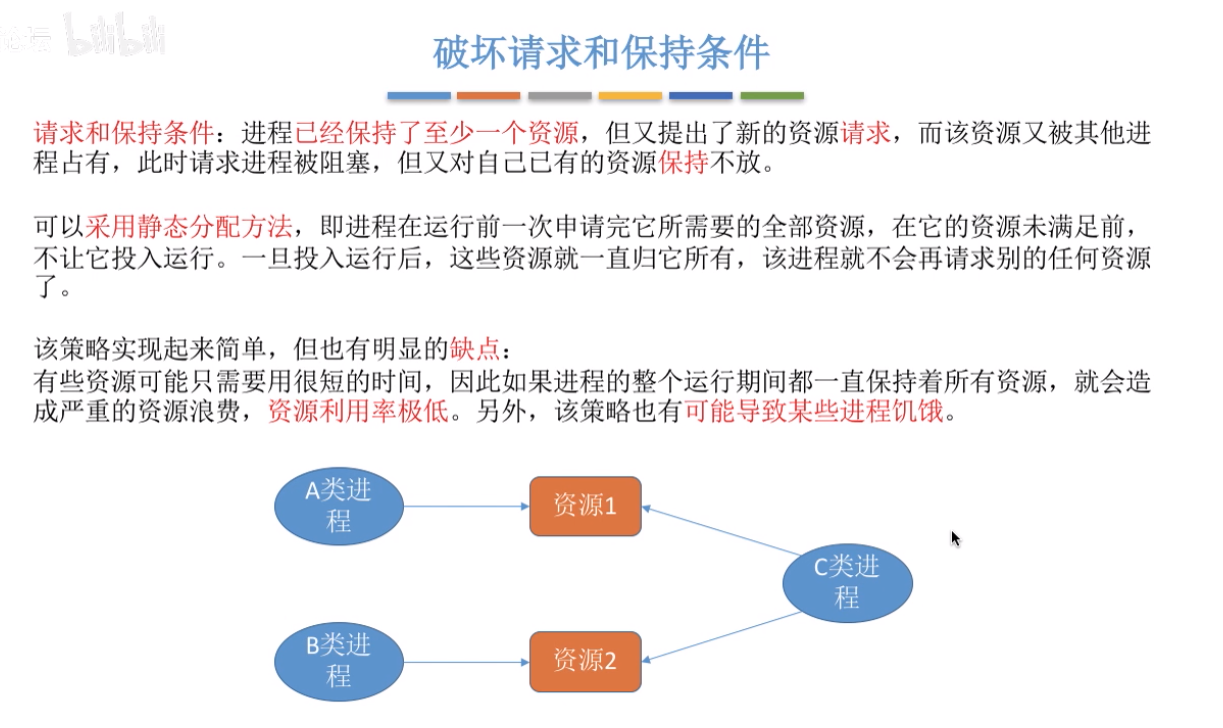 论坛 bilibili
破坏请求和保持条件
请求和保持条件：进程已经保持了至少一个资源，但又提出了新的资源请求，而该资源又被其他进
程占有，此时请求进程被阻塞，但又对自己已有的资源保持不放。
可以采用静态分配方法，即进程在运行前一次申请完它所需要的全部资源，在它的资源未满足前，
不让它投入运行。一旦投入运行后，这些资源就一直归它所有，该进程就不会再请求别的任何资源
了。
该策略实现起来简单，但也有明显的缺点：
有些资源可能只需要用很短的时间，因此如果进程的整个运行期间都一直保持着所有资源，就会造
成严重的资源浪费，资源利用率极低。另外，该策略也有可能导致某些进程饥饿。
A类进
程
资源1
C类进
程
B类进
程
资源2